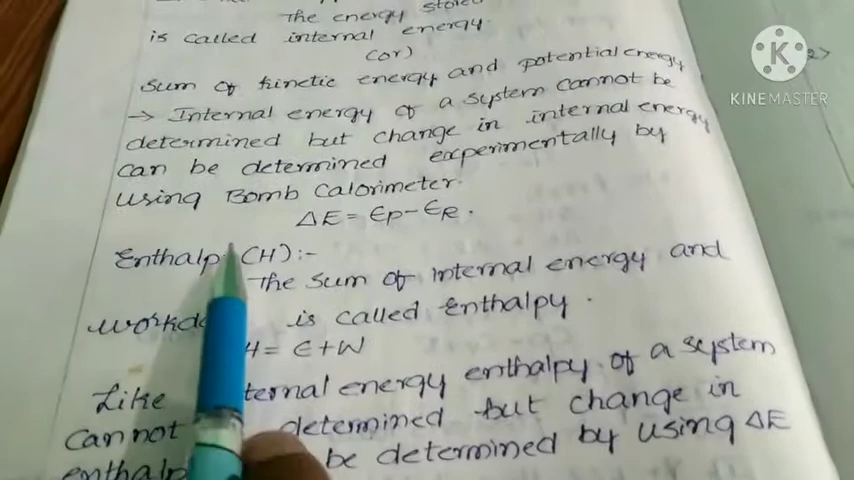 The energy stored
is called internal energy.
(or)
Sum of kinetic energy and potential energy
→ Internal energy of a system cannot be
determined but change in internal energy
can be determined experimentally by
using Bomb Calorimeter.
ΔE = EP - ER.
Enthalp (H) :-
The sum of internal energy and
workd is called Enthalpy.
H = E+W
Like ternal energy enthalpy of a system
cannot determined but change in
enthalp be determined by using ΔE
K
KINEMASTER